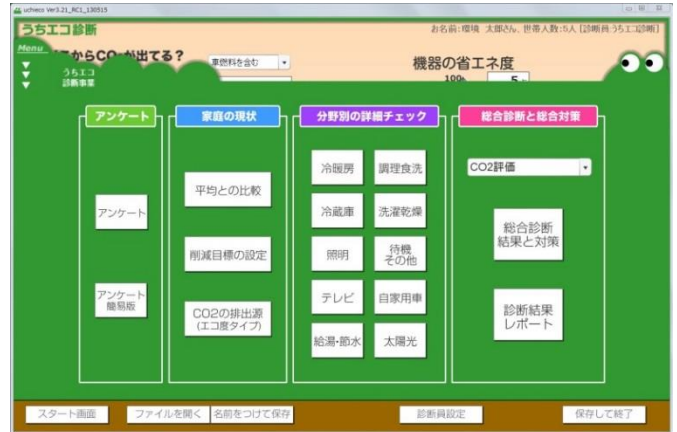 uchieco Ver3.21_RC1_130515
うちエコ診断
お名前:環境 太郎さん、世帯人数:5人 [診断員:うちエコ診断]
Menu
からCO
が出てる?
車燃料を含む
機器の省エネ度
100%
5
うちエコ
診断事業
アンケート
家庭の現状
分野別の詳細チェック
総合診断と総合対策
アンケート
アンケート
簡易版
平均との比較
削減目標の設定
CO2の排出源
(エコ度タイプ)
冷暖房
調理食洗
冷蔵庫
洗濯乾燥
照明
待機
その他
テレビ
自家用車
給湯・節水
太陽光
CO2評価
総合診断
結果と対策
診断結果
レポート
スタート画面
ファイルを開く
名前をつけて保存
診断員設定
保存して終了